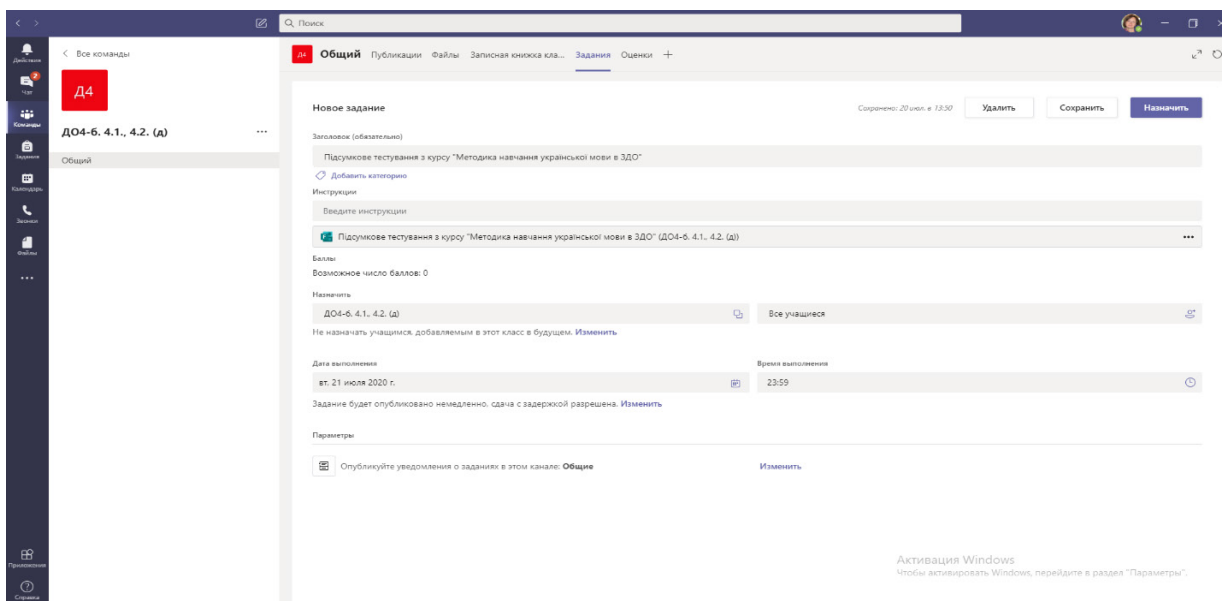 Поиск
Действия
Чат
2
Команды
Задания
Календарь
Звонки
Файлы
Приложения
Справка
Все команды
Д4
ДО4-б. 4.1., 4.2. (д)
Общий
Д4 Общий Публикации Файлы Записная книжка кла... Задания Оценки
Новое задание
Сохранено: 20 июл. в 13:50 Удалить Сохранить Назначить
Заголовок (обязательно)
Підсумкове тестування з курсу "Методика навчання української мови в ЗДО"
Добавить категорию
Инструкции
Введите инструкции
Підсумкове тестування з курсу "Методика навчання української мови в ЗДО" (ДО4-б. 4.1., 4.2. (д))
Баллы
Возможное число баллов: 0
Назначить
ДО4-б. 4.1., 4.2. (д) Все учащиеся
Не назначать учащимся, добавляемым в этот класс в будущем. Изменить
Дата выполнения Время выполнения
вт. 21 июля 2020 г. 23:59
Задание будет опубликовано немедленно, сдача с задержкой разрешена. Изменить
Параметры
Опубликуйте уведомления о заданиях в этом канале: Общие Изменить
Активация Windows
Чтобы активировать Windows, перейдите в раздел "Параметры".